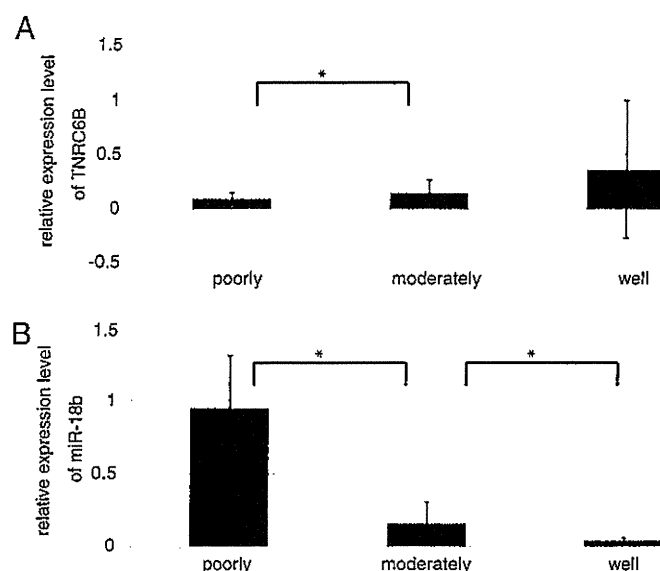 A
relative expression level
of TNRC6B
1.5
1
0.5
0
-0.5
*
poorly
moderately
well
B
relative expression level
of miR-18b
1.5
1
0.5
0
*
*
poorly
moderately
well